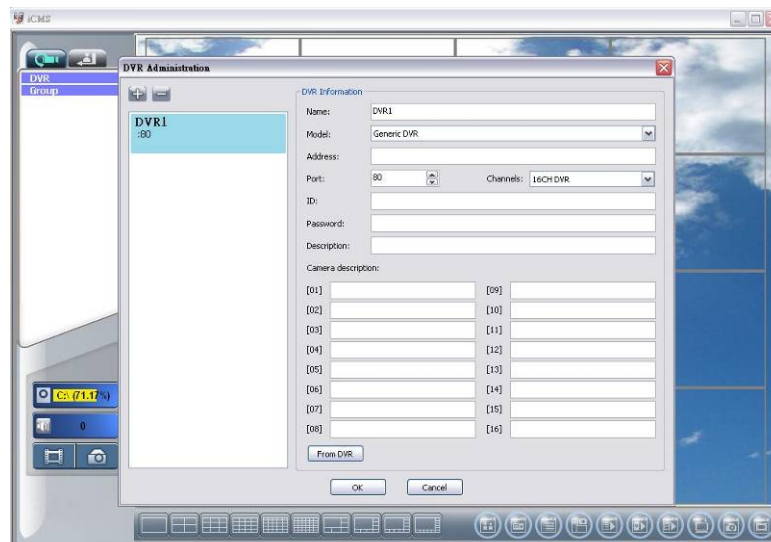 iCMS
DVR
Group
DVR Administration
DVR1
:80
DVR Information
Name: DVR1
Model: Generic DVR
Address:
Port: 80 Channels: 16CH DVR
ID:
Password:
Description:
Camera description:
[01] [09]
[02] [10]
[03] [11]
[04] [12]
[05] [13]
[06] [14]
[07] [15]
[08] [16]
From DVR
OK Cancel
C:\ (71.17%)
0